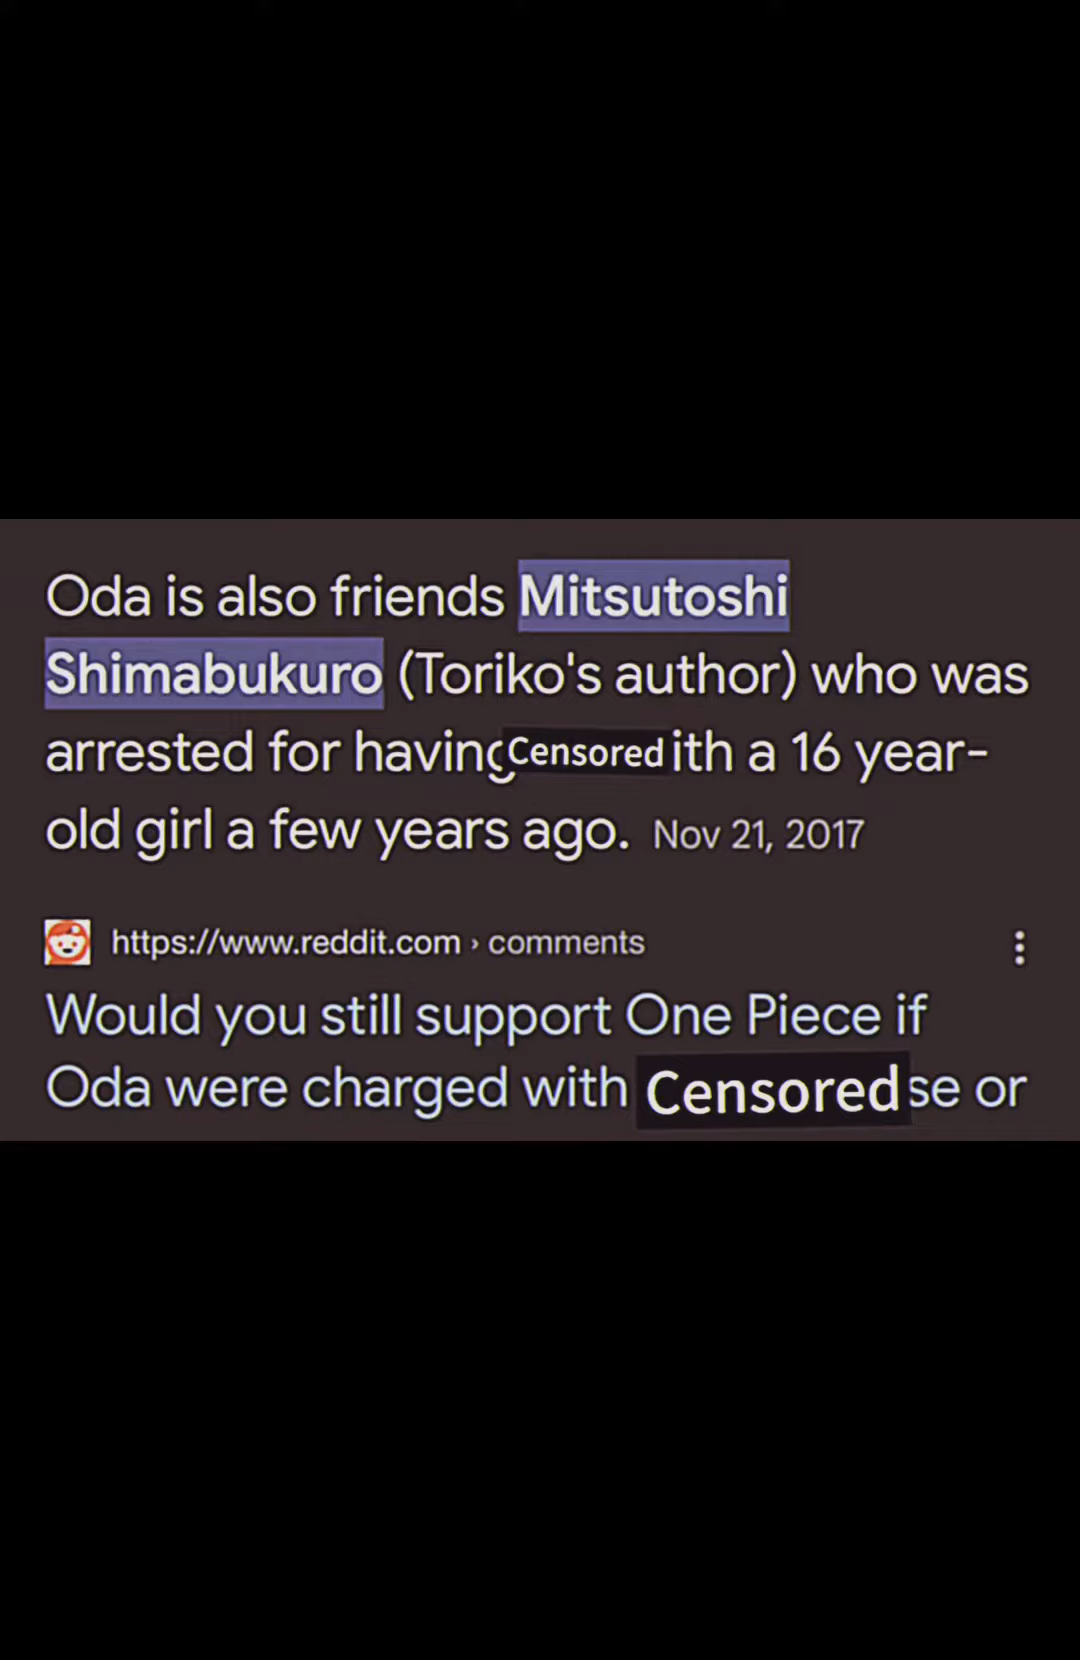 Oda is also friends Mitsutoshi
Shimabukuro (Toriko's author) who was
arrested for having Censored ith a 16 year-
old girl a few years ago. Nov 21, 2017
https://www.reddit.com › comments
Would you still support One Piece if
Oda were charged with Censored se or